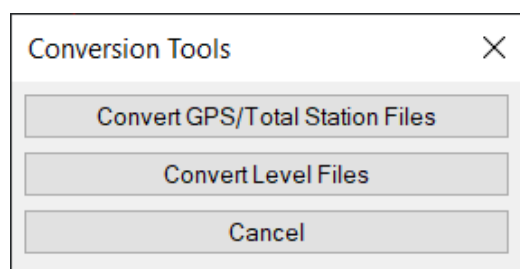 Conversion Tools
Convert GPS/Total Station Files
Convert Level Files
Cancel